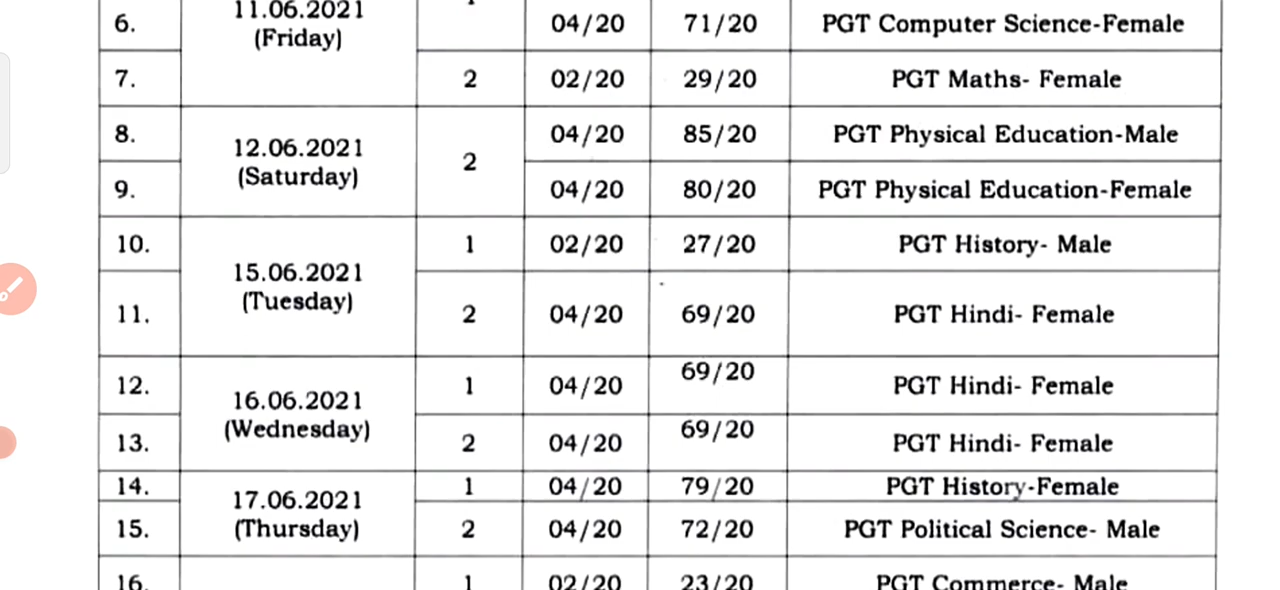 6. 11.06.2021 (Friday) 04/20 71/20 PGT Computer Science-Female
7. 2 02/20 29/20 PGT Maths- Female
8. 12.06.2021 (Saturday) 2 04/20 85/20 PGT Physical Education-Male
9. 04/20 80/20 PGT Physical Education-Female
10. 15.06.2021 (Tuesday) 1 02/20 27/20 PGT History- Male
11. 2 04/20 69/20 PGT Hindi- Female
12. 16.06.2021 (Wednesday) 1 04/20 69/20 PGT Hindi- Female
13. 2 04/20 69/20 PGT Hindi- Female
14. 17.06.2021 (Thursday) 1 04/20 79/20 PGT History-Female
15. 2 04/20 72/20 PGT Political Science- Male
16. 1 02/20 23/20 PGT Commerce- Male